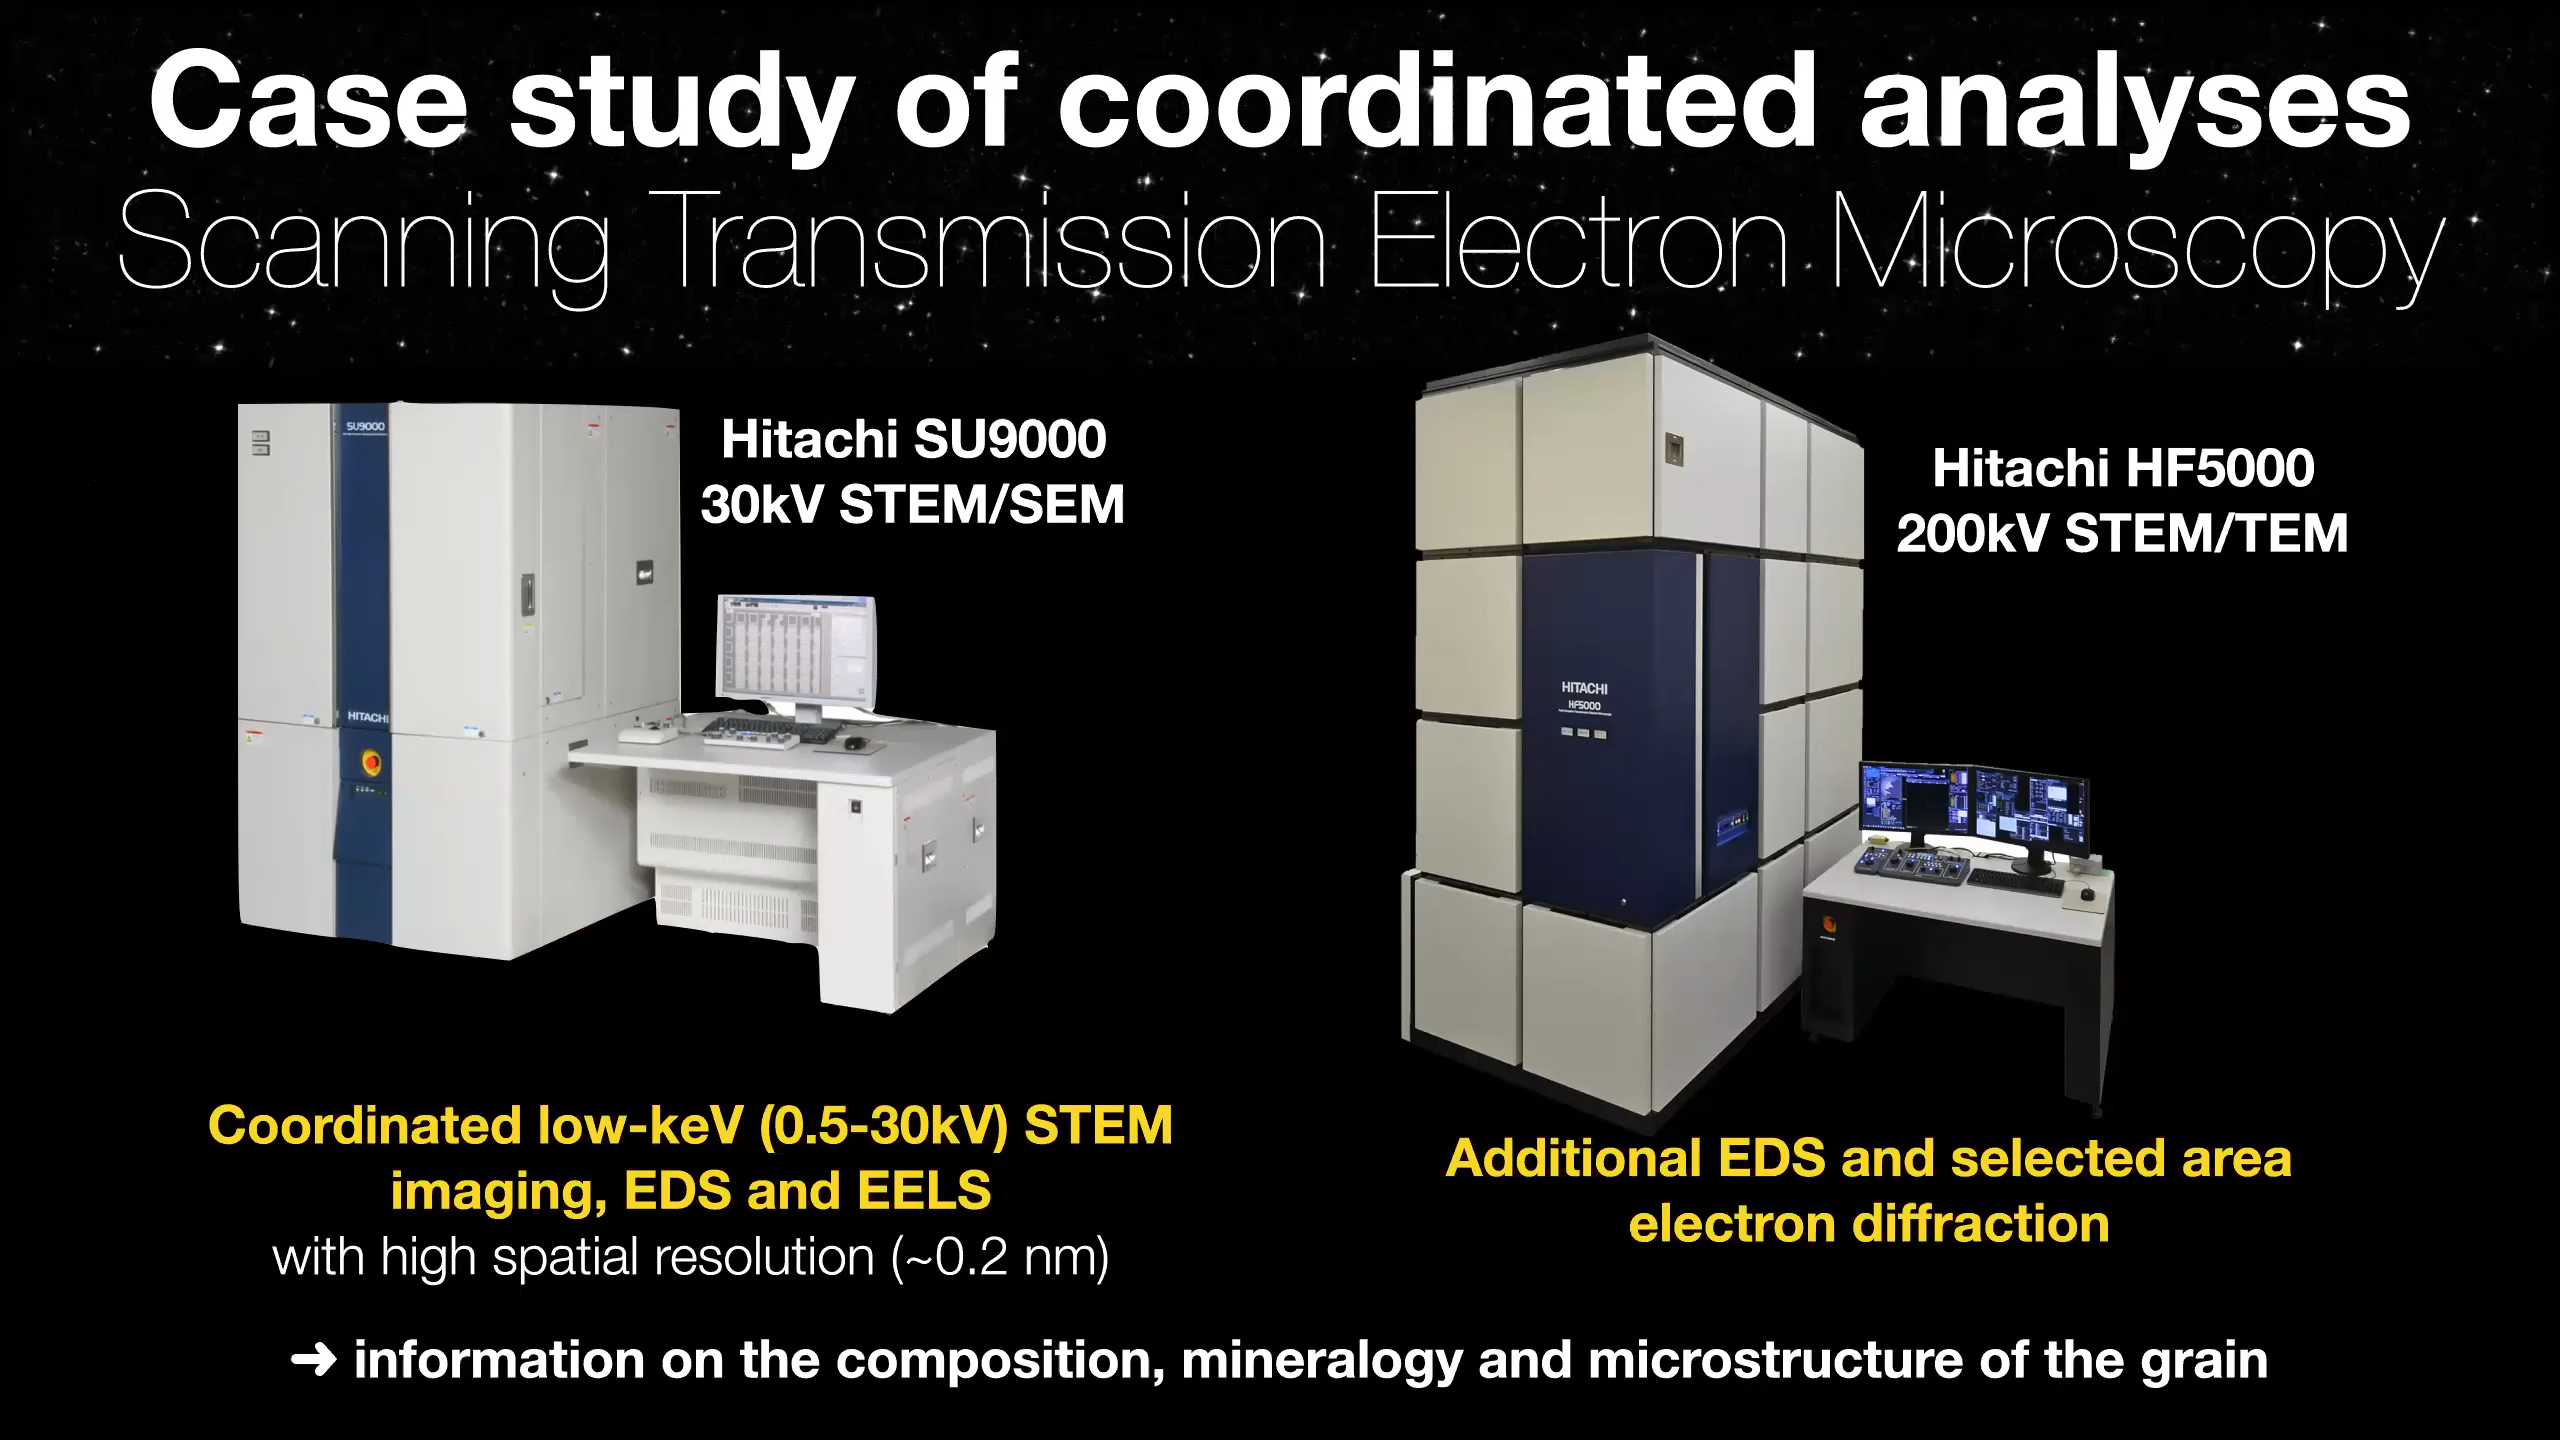 Case study of coordinated analyses
Scanning Transmission Electron Microscopy
SU9000
HITACHI
Hitachi SU9000
30kV STEM/SEM
HITACHI
HF5000
Hitachi HF5000
200kV STEM/TEM
Coordinated low-keV (0.5-30kV) STEM
imaging, EDS and EELS
with high spatial resolution (~0.2 nm)
Additional EDS and selected area
electron diffraction
➜ information on the composition, mineralogy and microstructure of the grain